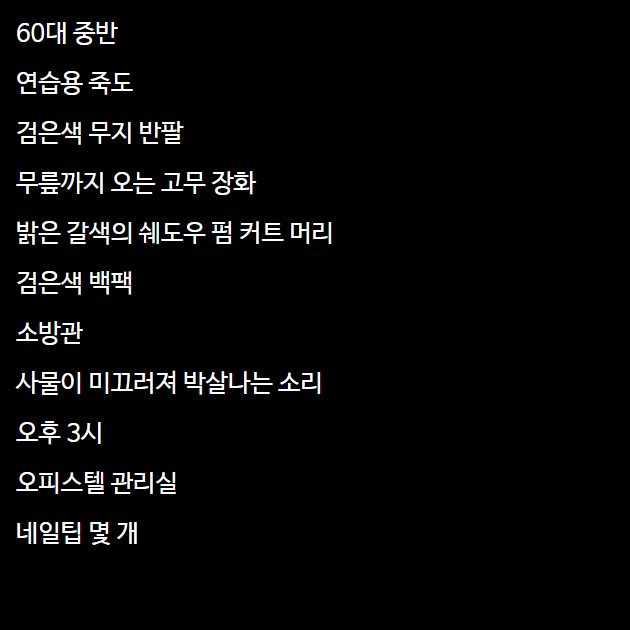 60대 중반
연습용 죽도
검은색 무지 반팔
무릎까지 오는 고무 장화
밝은 갈색의 쉐도우 펌 커트 머리
검은색 백팩
소방관
사물이 미끄러져 박살나는 소리
오후 3시
오피스텔 관리실
네일팁 몇 개